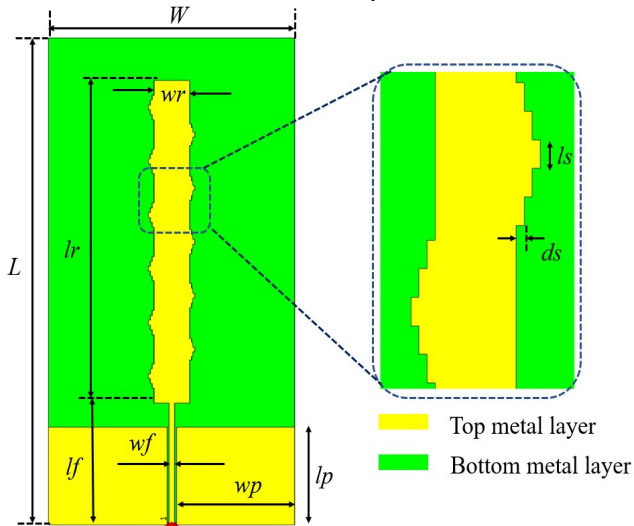 W
wr
ls
lr
L
ds
wf
lf
wp
lp
Top metal layer
Bottom metal layer